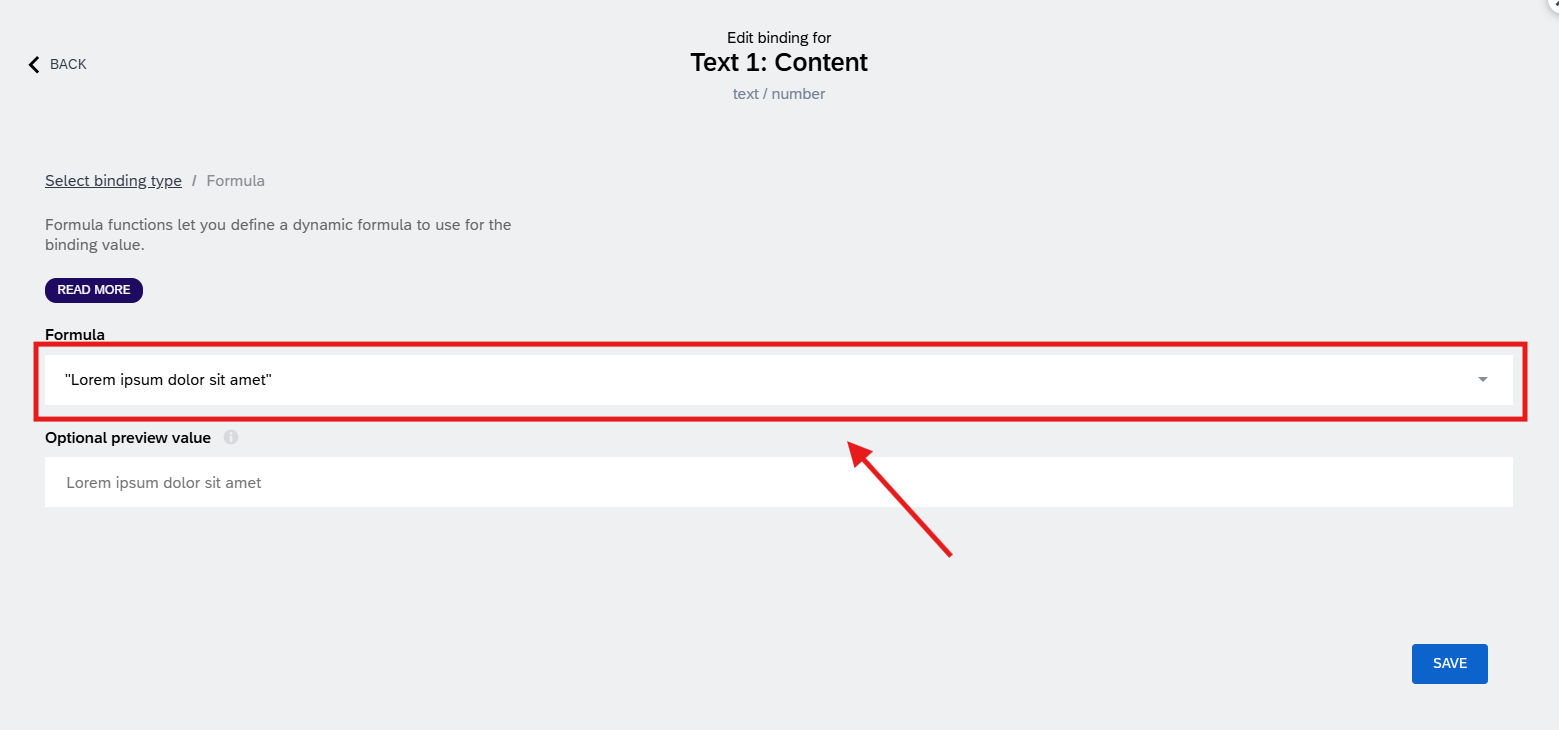 Edit binding for
BACK
Text 1: Content
text / number
Select binding type / Formula
Formula functions let you define a dynamic formula to use for the
binding value.
READ MORE
Formula
"Lorem ipsum dolor sit amet"
Optional preview value
Lorem ipsum dolor sit amet
SAVE